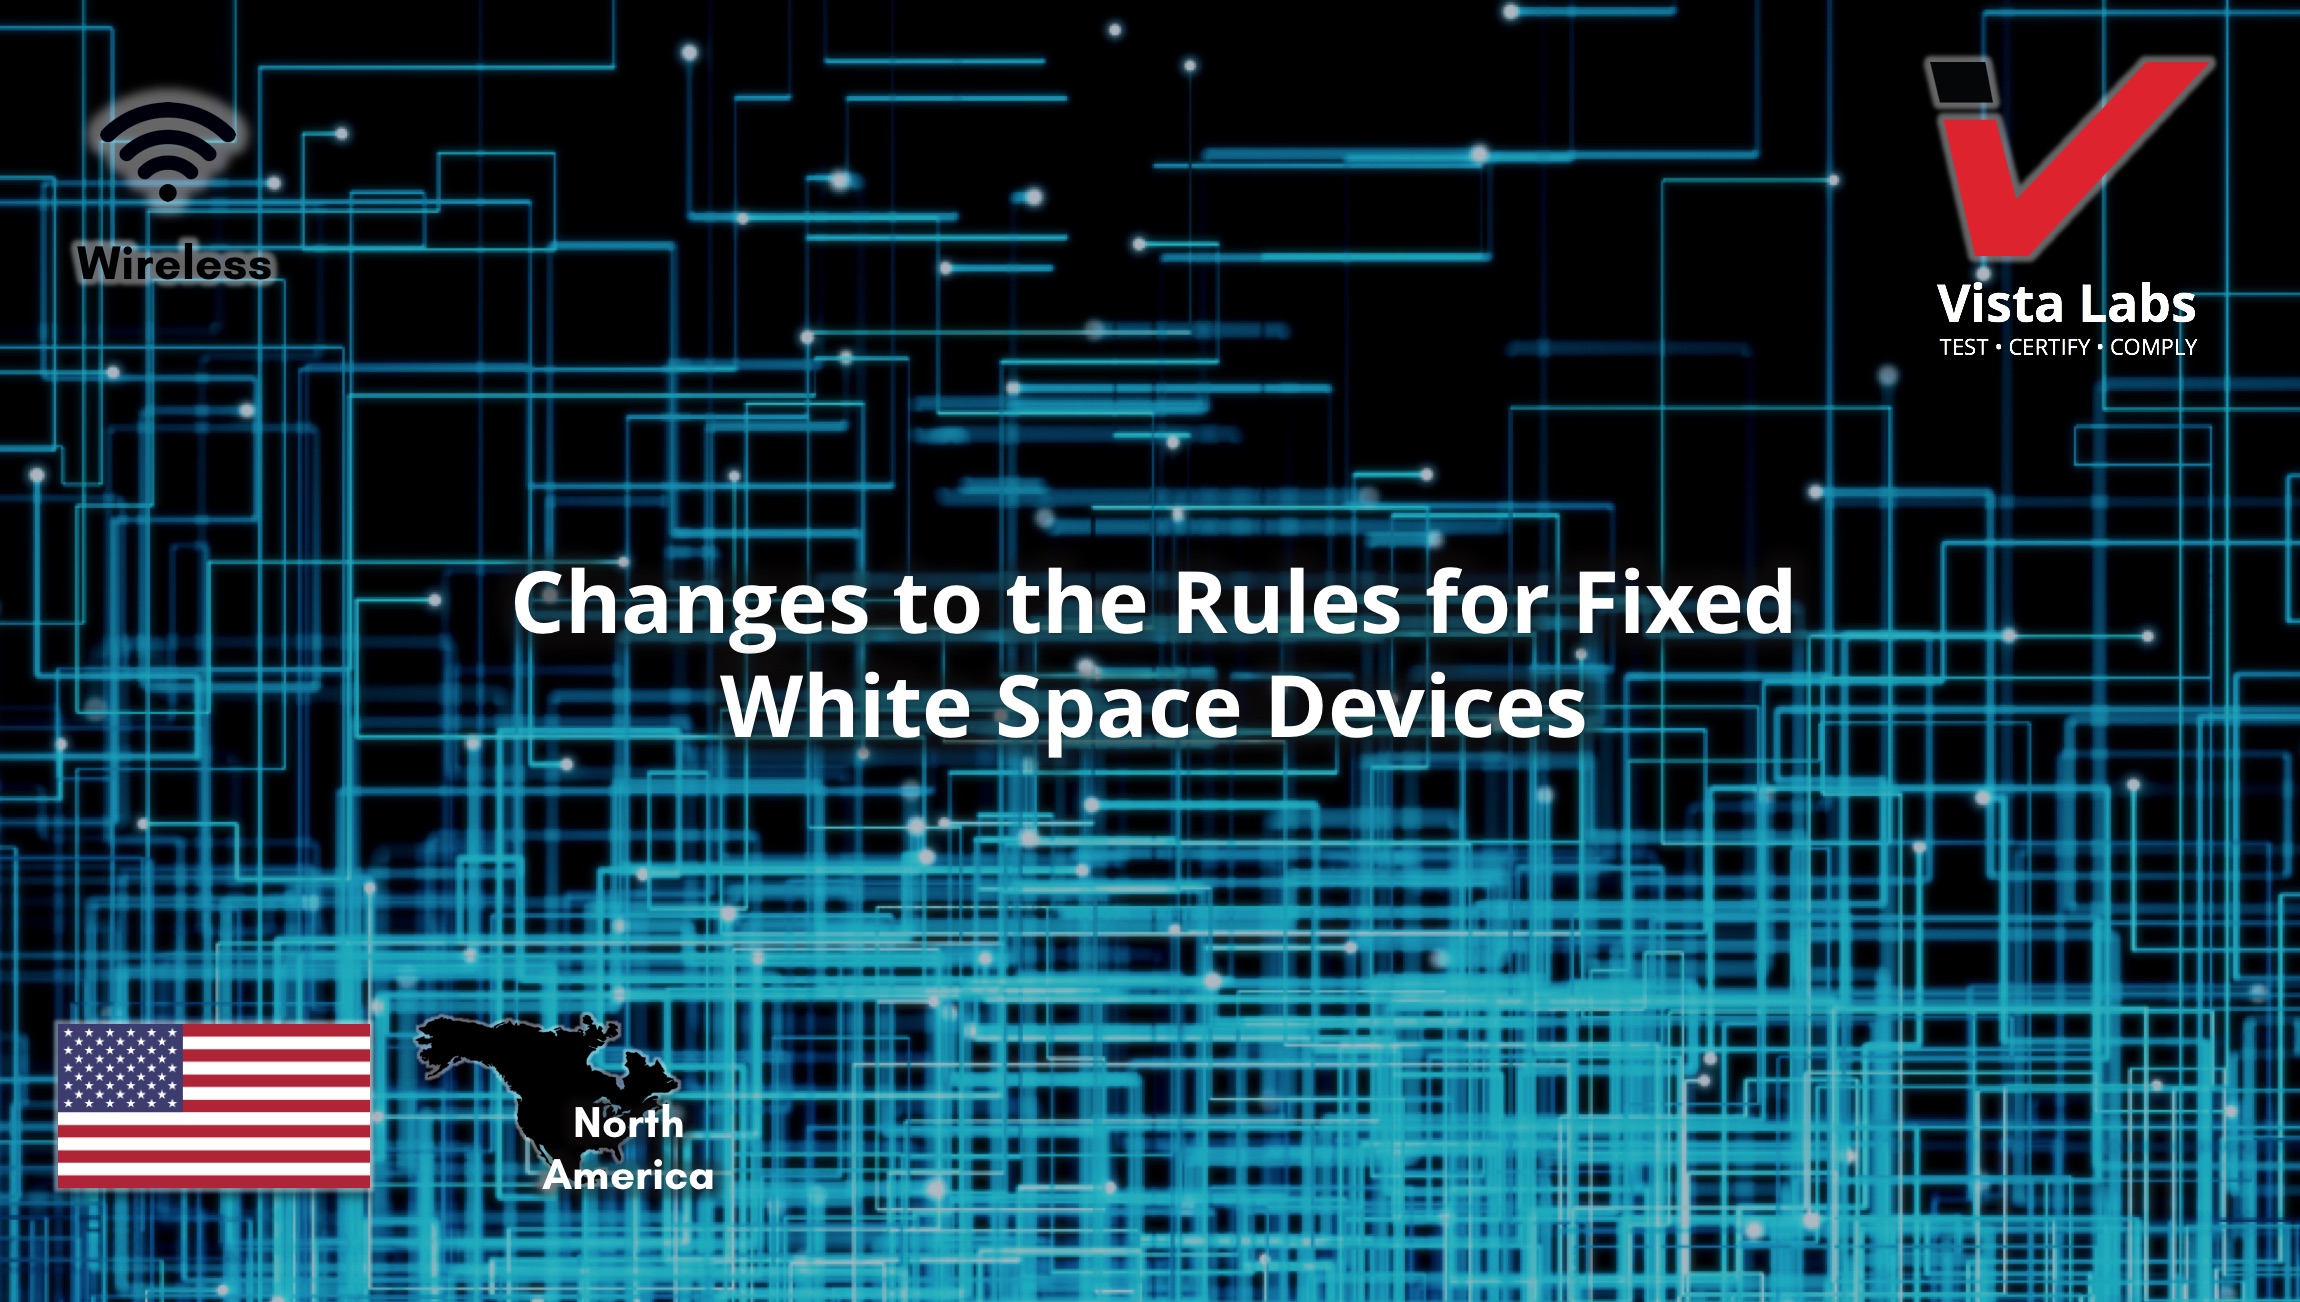 Wireless
Vista Labs
TEST • CERTIFY • COMPLY
Changes to the Rules for Fixed
White Space Devices
North
America